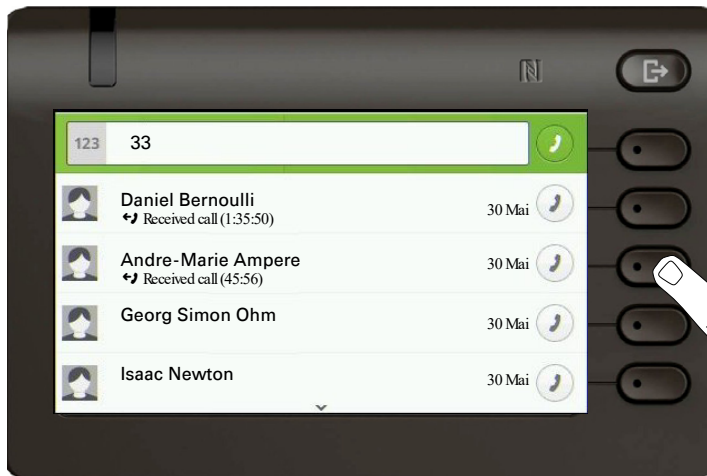 123 33
Daniel Bernoulli
Received call (1:35:50) 30 Mai
Andre-Marie Ampere
Received call (45:56) 30 Mai
Georg Simon Ohm
30 Mai
Isaac Newton
30 Mai